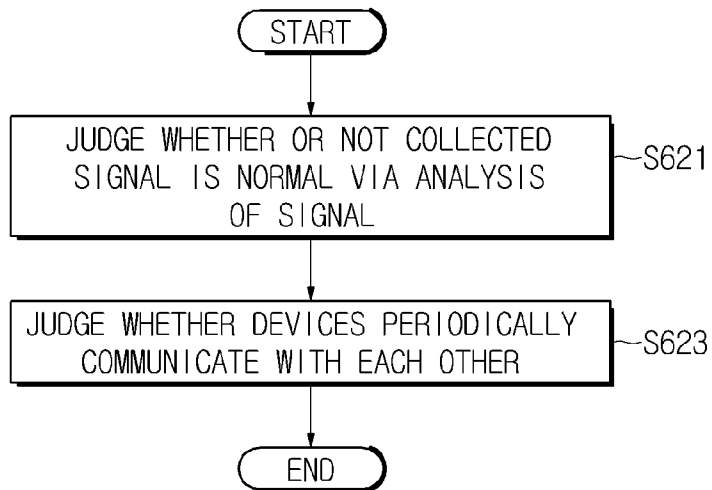 START
JUDGE WHETHER OR NOT COLLECTED
SIGNAL IS NORMAL VIA ANALYSIS
OF SIGNAL
S621
JUDGE WHETHER DEVICES PERIODICALLY
COMMUNICATE WITH EACH OTHER
S623
END